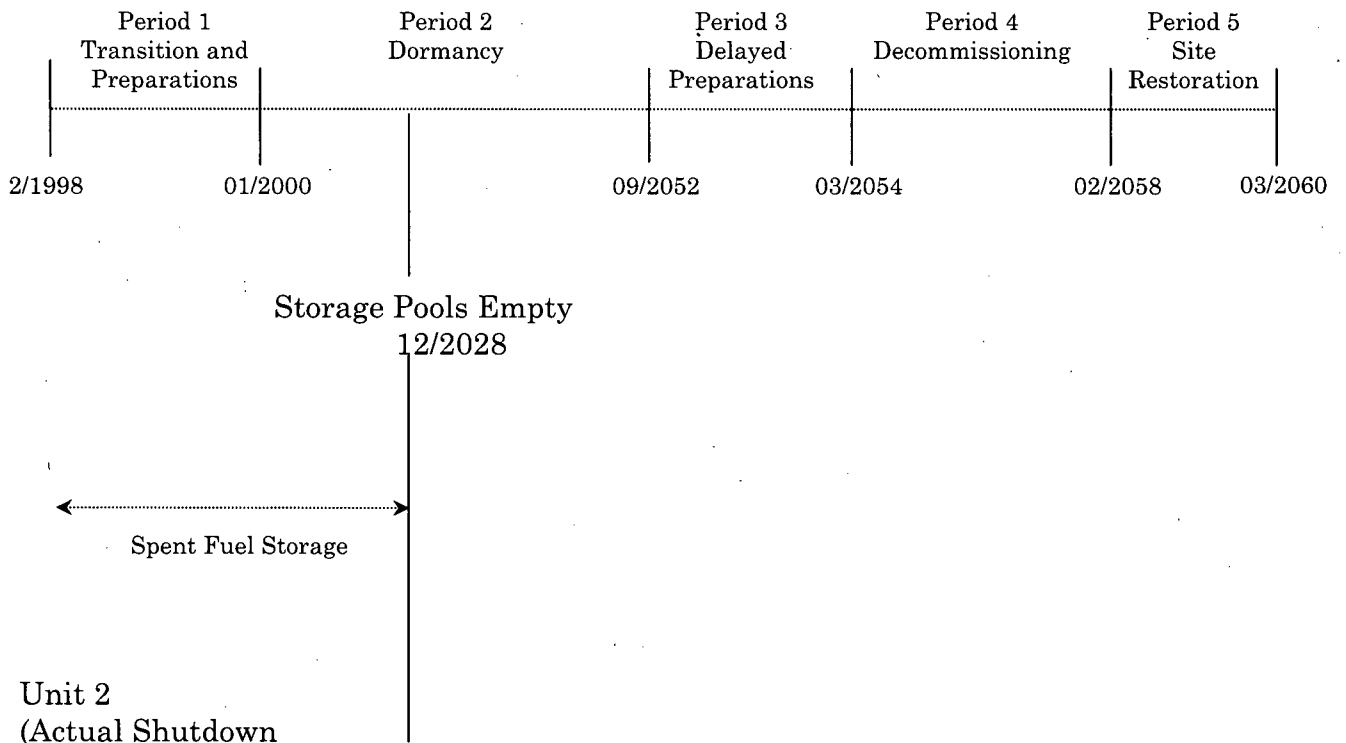 Period 1
Transition and
Preparations
Period 2
Dormancy
Period 3
Delayed
Preparations
Period 4
Decommissioning
Period 5
Site
Restoration
2/1998
01/2000
09/2052
03/2054
02/2058
03/2060
Storage Pools Empty
12/2028
Spent Fuel Storage
Unit 2
(Actual Shutdown